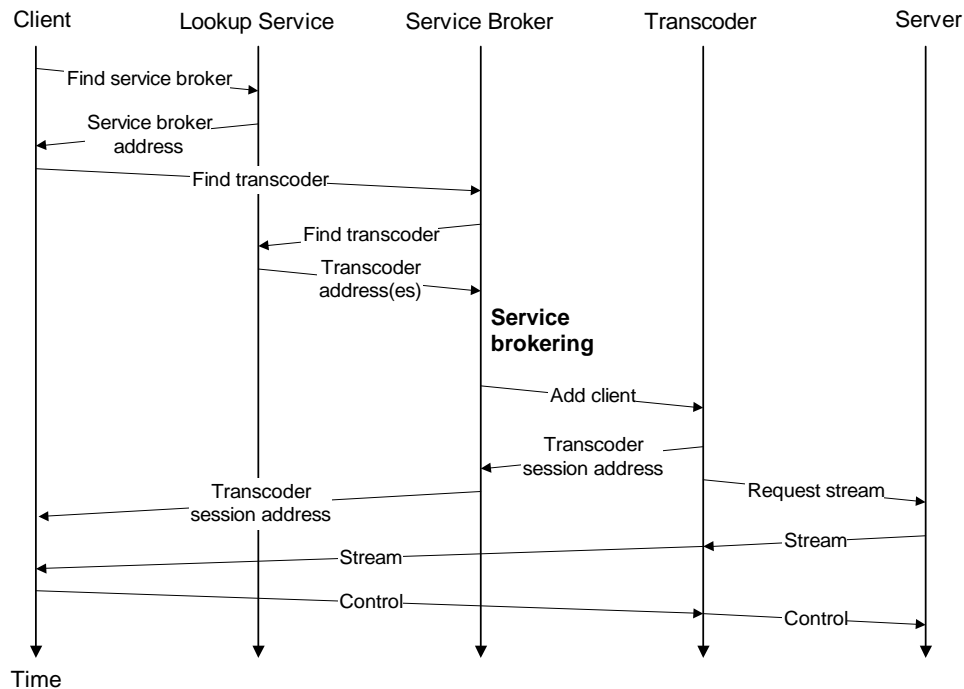 Client
Lookup Service
Service Broker
Transcoder
Server
Find service broker
Service broker
address
Find transcoder
Find transcoder
Transcoder
address(es)
Service
brokering
Add client
Transcoder
session address
Request stream
Transcoder
session address
Stream
Stream
Control
Control
Time